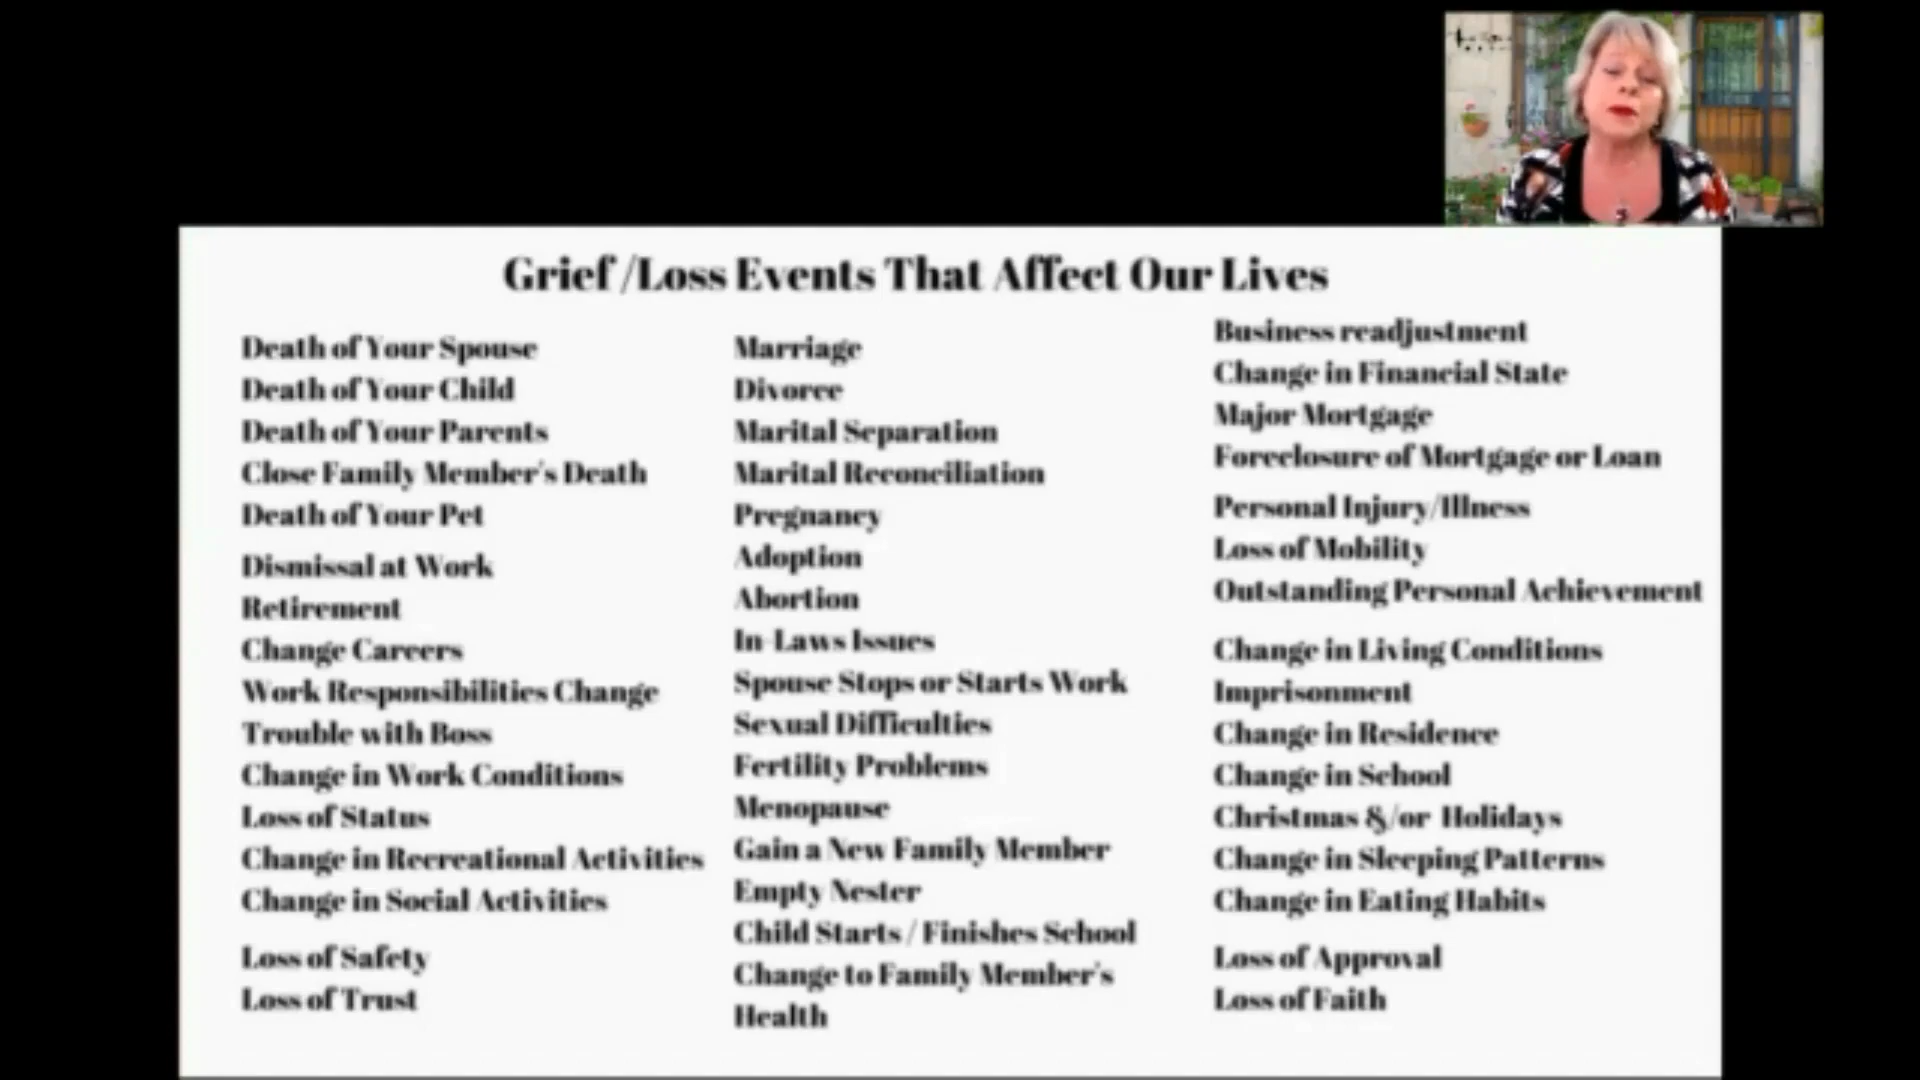 Grief /Loss Events That Affect Our Lives
Death of Your Spouse
Death of Your Child
Death of Your Parents
Close Family Member's Death
Death of Your Pet
Dismissal at Work
Retirement
Change Careers
Work Responsibilities Change
Trouble with Boss
Change in Work Conditions
Loss of Status
Change in Recreational Activities
Change in Social Activities
Loss of Safety
Loss of Trust
Marriage
Divorce
Marital Separation
Marital Reconciliation
Pregnancy
Adoption
Abortion
In-Laws Issues
Spouse Stops or Starts Work
Sexual Difficulties
Fertility Problems
Menopause
Gain a New Family Member
Empty Nester
Child Starts / Finishes School
Change to Family Member's
Health
Business readjustment
Change in Financial State
Major Mortgage
Foreclosure of Mortgage or Loan
Personal Injury/Illness
Loss of Mobility
Outstanding Personal Achievement
Change in Living Conditions
Imprisonment
Change in Residence
Change in School
Christmas &/or Holidays
Change in Sleeping Patterns
Change in Eating Habits
Loss of Approval
Loss of Faith